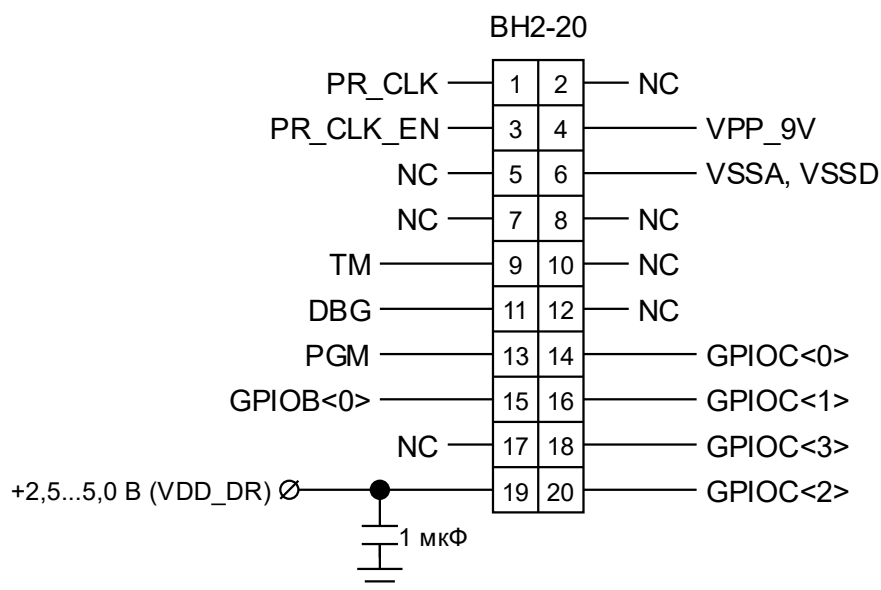 BH2-20
PR_CLK 1 2 NC
PR_CLK_EN 3 4 VPP_9V
NC 5 6 VSSA, VSSD
NC 7 8 NC
TM 9 10 NC
DBG 11 12 NC
PGM 13 14 GPIOC<0>
GPIOB<0> 15 16 GPIOC<1>
NC 17 18 GPIOC<3>
+2,5...5,0 В (VDD_DR) 19 20 GPIOC<2>
1 мкФ